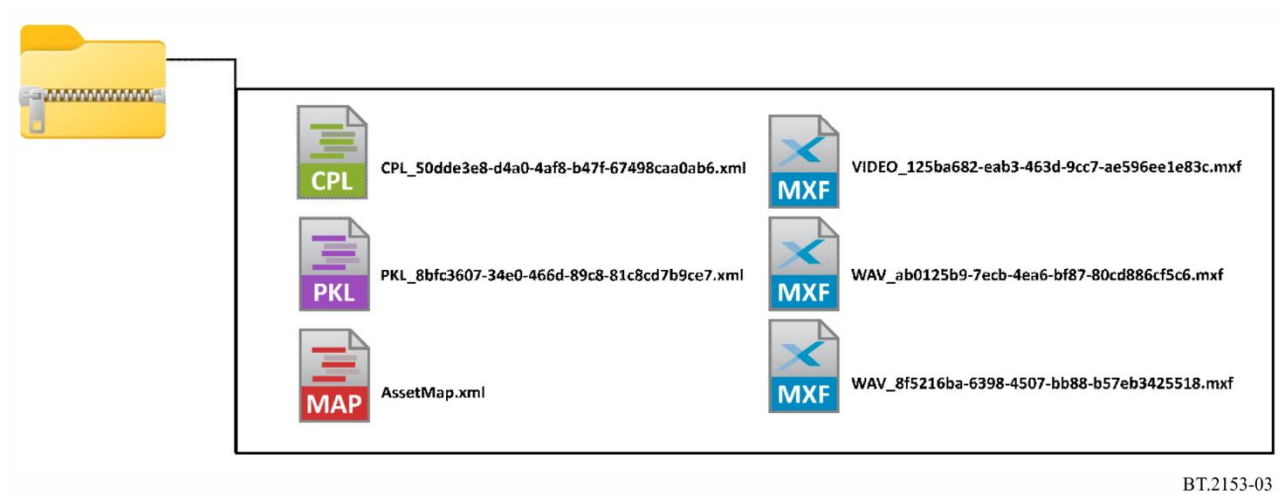 CPL
CPL_50dde3e8-d4a0-4af8-b47f-67498caa0ab6.xml
PKL
PKL_8bfc3607-34e0-466d-89c8-81c8cd7b9ce7.xml
MAP
AssetMap.xml
MXF
VIDEO_125ba682-eab3-463d-9cc7-ae596ee1e83c.mxf
MXF
WAV_ab0125b9-7ecb-4ea6-bf87-80cd886cf5c6.mxf
MXF
WAV_8f5216ba-6398-4507-bb88-b57eb3425518.mxf
BT.2153-03